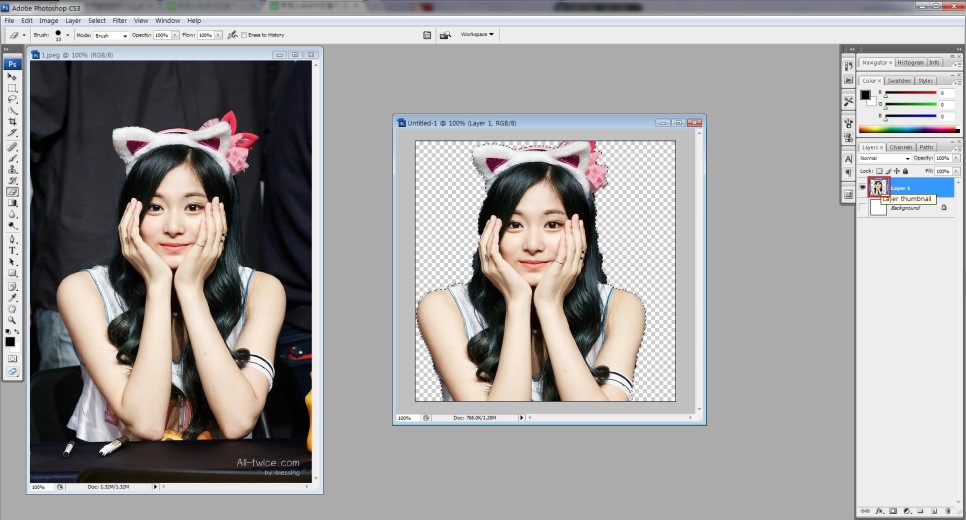 Adobe Photoshop CS3
File Edit Image Layer Select Filter View Window Help
Brush: 13 Mode: Brush Opacity: 100% Flow: 100% Erase to History Workspace
Ps
1.jpeg @ 100% (RGB/8)
All-twice.com
by blessing
100% Doc: 1.32M/1.32M
Untitled-1 @ 100% (Layer 1, RGB/8)
100% Doc: 768.0K/1.28M
Navigator Histogram Info
Color Swatches Styles
R 0
G 0
B 0
Layers Channels Paths
Normal Opacity: 100%
Lock: Fill: 100%
Layer 1
Layer thumbnail
Background